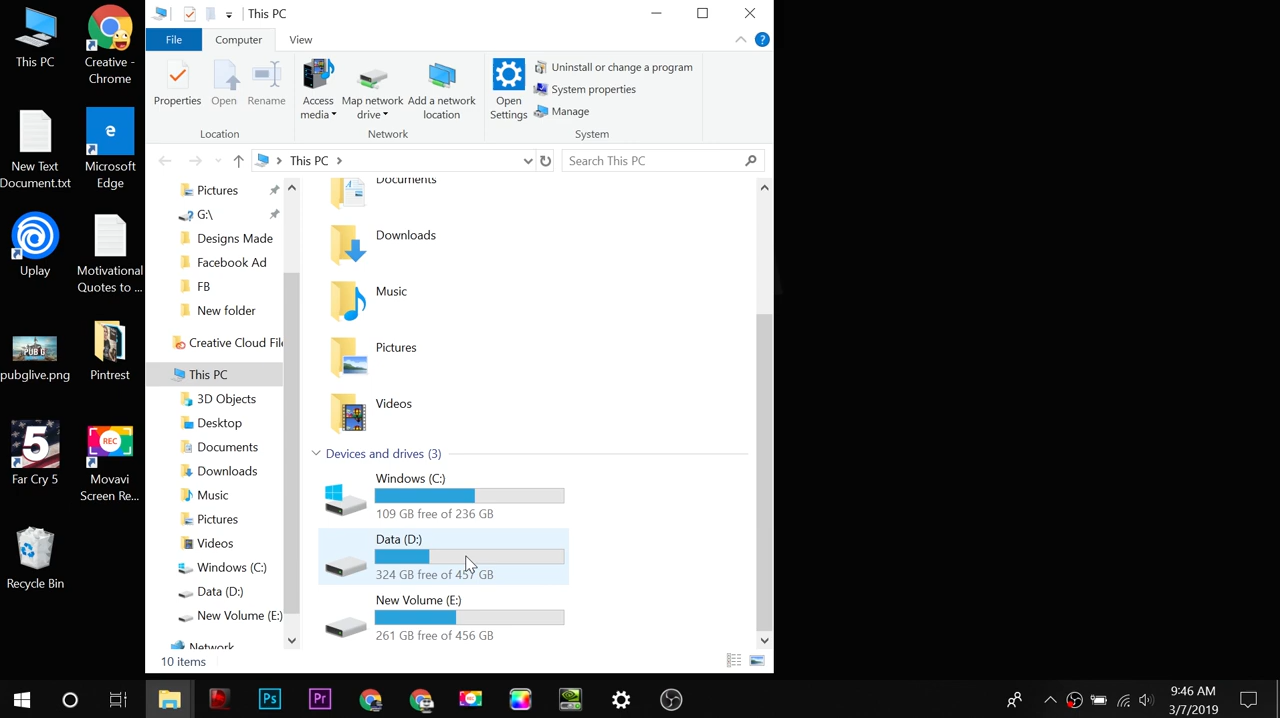 This PC
Creative - Chrome
New Text Document.txt
Microsoft Edge
Uplay
Motivational Quotes to ...
PUBG
pubglive.png
Pintrest
5
Far Cry 5
REC
Movavi Screen Re...
Recycle Bin
This PC
File
Computer
View
Properties
Open
Rename
Access media
Map network drive
Add a network location
Open Settings
Uninstall or change a program
System properties
Manage
Location
Network
System
This PC
Search This PC
Pictures
G:\
Designs Made
Facebook Ad
FB
New folder
Creative Cloud File
This PC
3D Objects
Desktop
Documents
Downloads
Music
Pictures
Videos
Windows (C:)
Data (D:)
New Volume (E:)
Network
Documents
Downloads
Music
Pictures
Videos
Devices and drives (3)
Windows (C:)
109 GB free of 236 GB
Data (D:)
324 GB free of 457 GB
New Volume (E:)
261 GB free of 456 GB
10 items
Ps
Pr
9:46 AM
3/7/2019